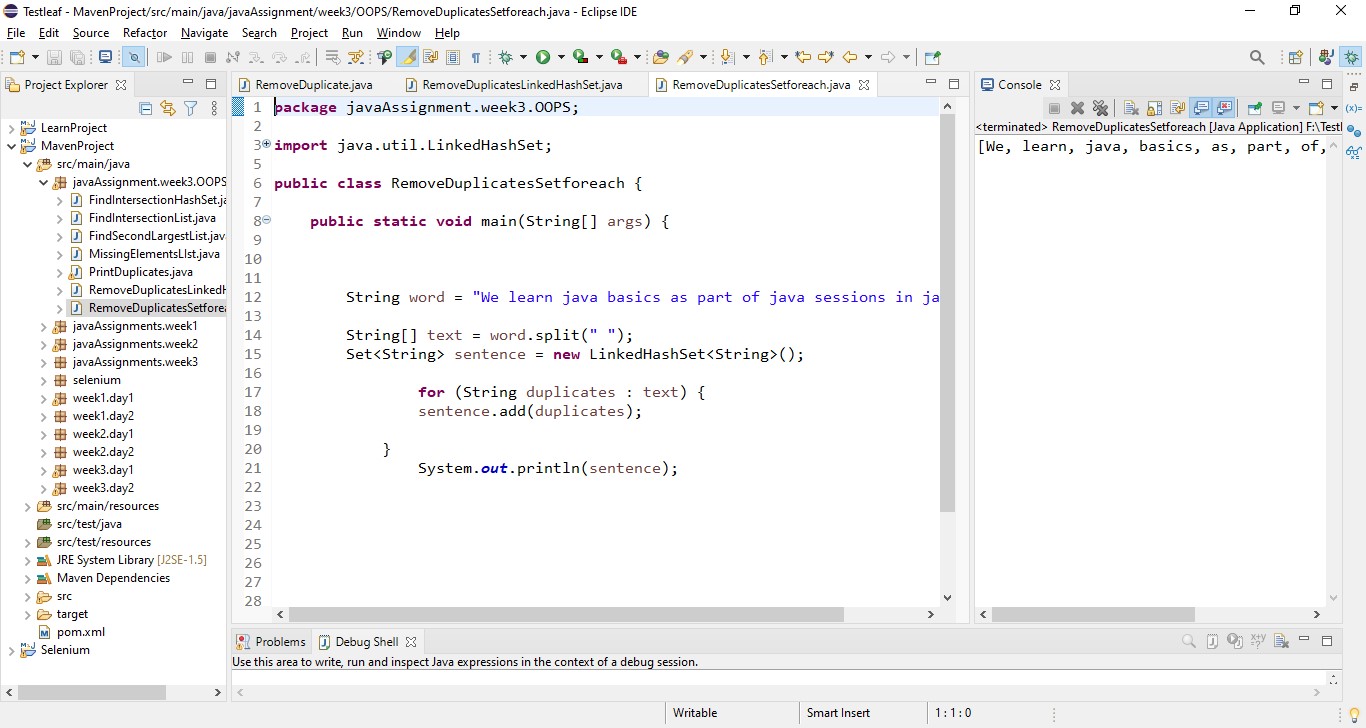 Testleaf - MavenProject/src/main/java/javaAssignment/week3/OOPS/RemoveDuplicatesSetforeach.java - Eclipse IDE
File Edit Source Refactor Navigate Search Project Run Window Help
Project Explorer
LearnProject
MavenProject
src/main/java
javaAssignment.week3.OOPS
FindIntersectionHashSet.ja
FindIntersectionList.java
FindSecondLargestList.jav
MissingElementsLIst.java
PrintDuplicates.java
RemoveDuplicatesLinkedH
RemoveDuplicatesSetforea
javaAssignments.week1
javaAssignments.week2
javaAssignments.week3
selenium
week1.day1
week1.day2
week2.day1
week2.day2
week3.day1
week3.day2
src/main/resources
src/test/java
src/test/resources
JRE System Library [J2SE-1.5]
Maven Dependencies
src
target
pom.xml
Selenium
RemoveDuplicate.java RemoveDuplicatesLinkedHashSet.java RemoveDuplicatesSetforeach.java
1 package javaAssignment.week3.OOPS;
2
3 import java.util.LinkedHashSet;
5
6 public class RemoveDuplicatesSetforeach {
7
8 public static void main(String[] args) {
9
10
11
12 String word = "We learn java basics as part of java sessions in ja
13
14 String[] text = word.split(" ");
15 Set<String> sentence = new LinkedHashSet<String>();
16
17 for (String duplicates : text) {
18 sentence.add(duplicates);
19
20 }
21 System.out.println(sentence);
22
23
24
25
26
27
28
Console
<terminated> RemoveDuplicatesSetforeach [Java Application] F:\Testl
[We, learn, java, basics, as, part, of,
Problems Debug Shell
Use this area to write, run and inspect Java expressions in the context of a debug session.
Writable Smart Insert 1 : 1 : 0